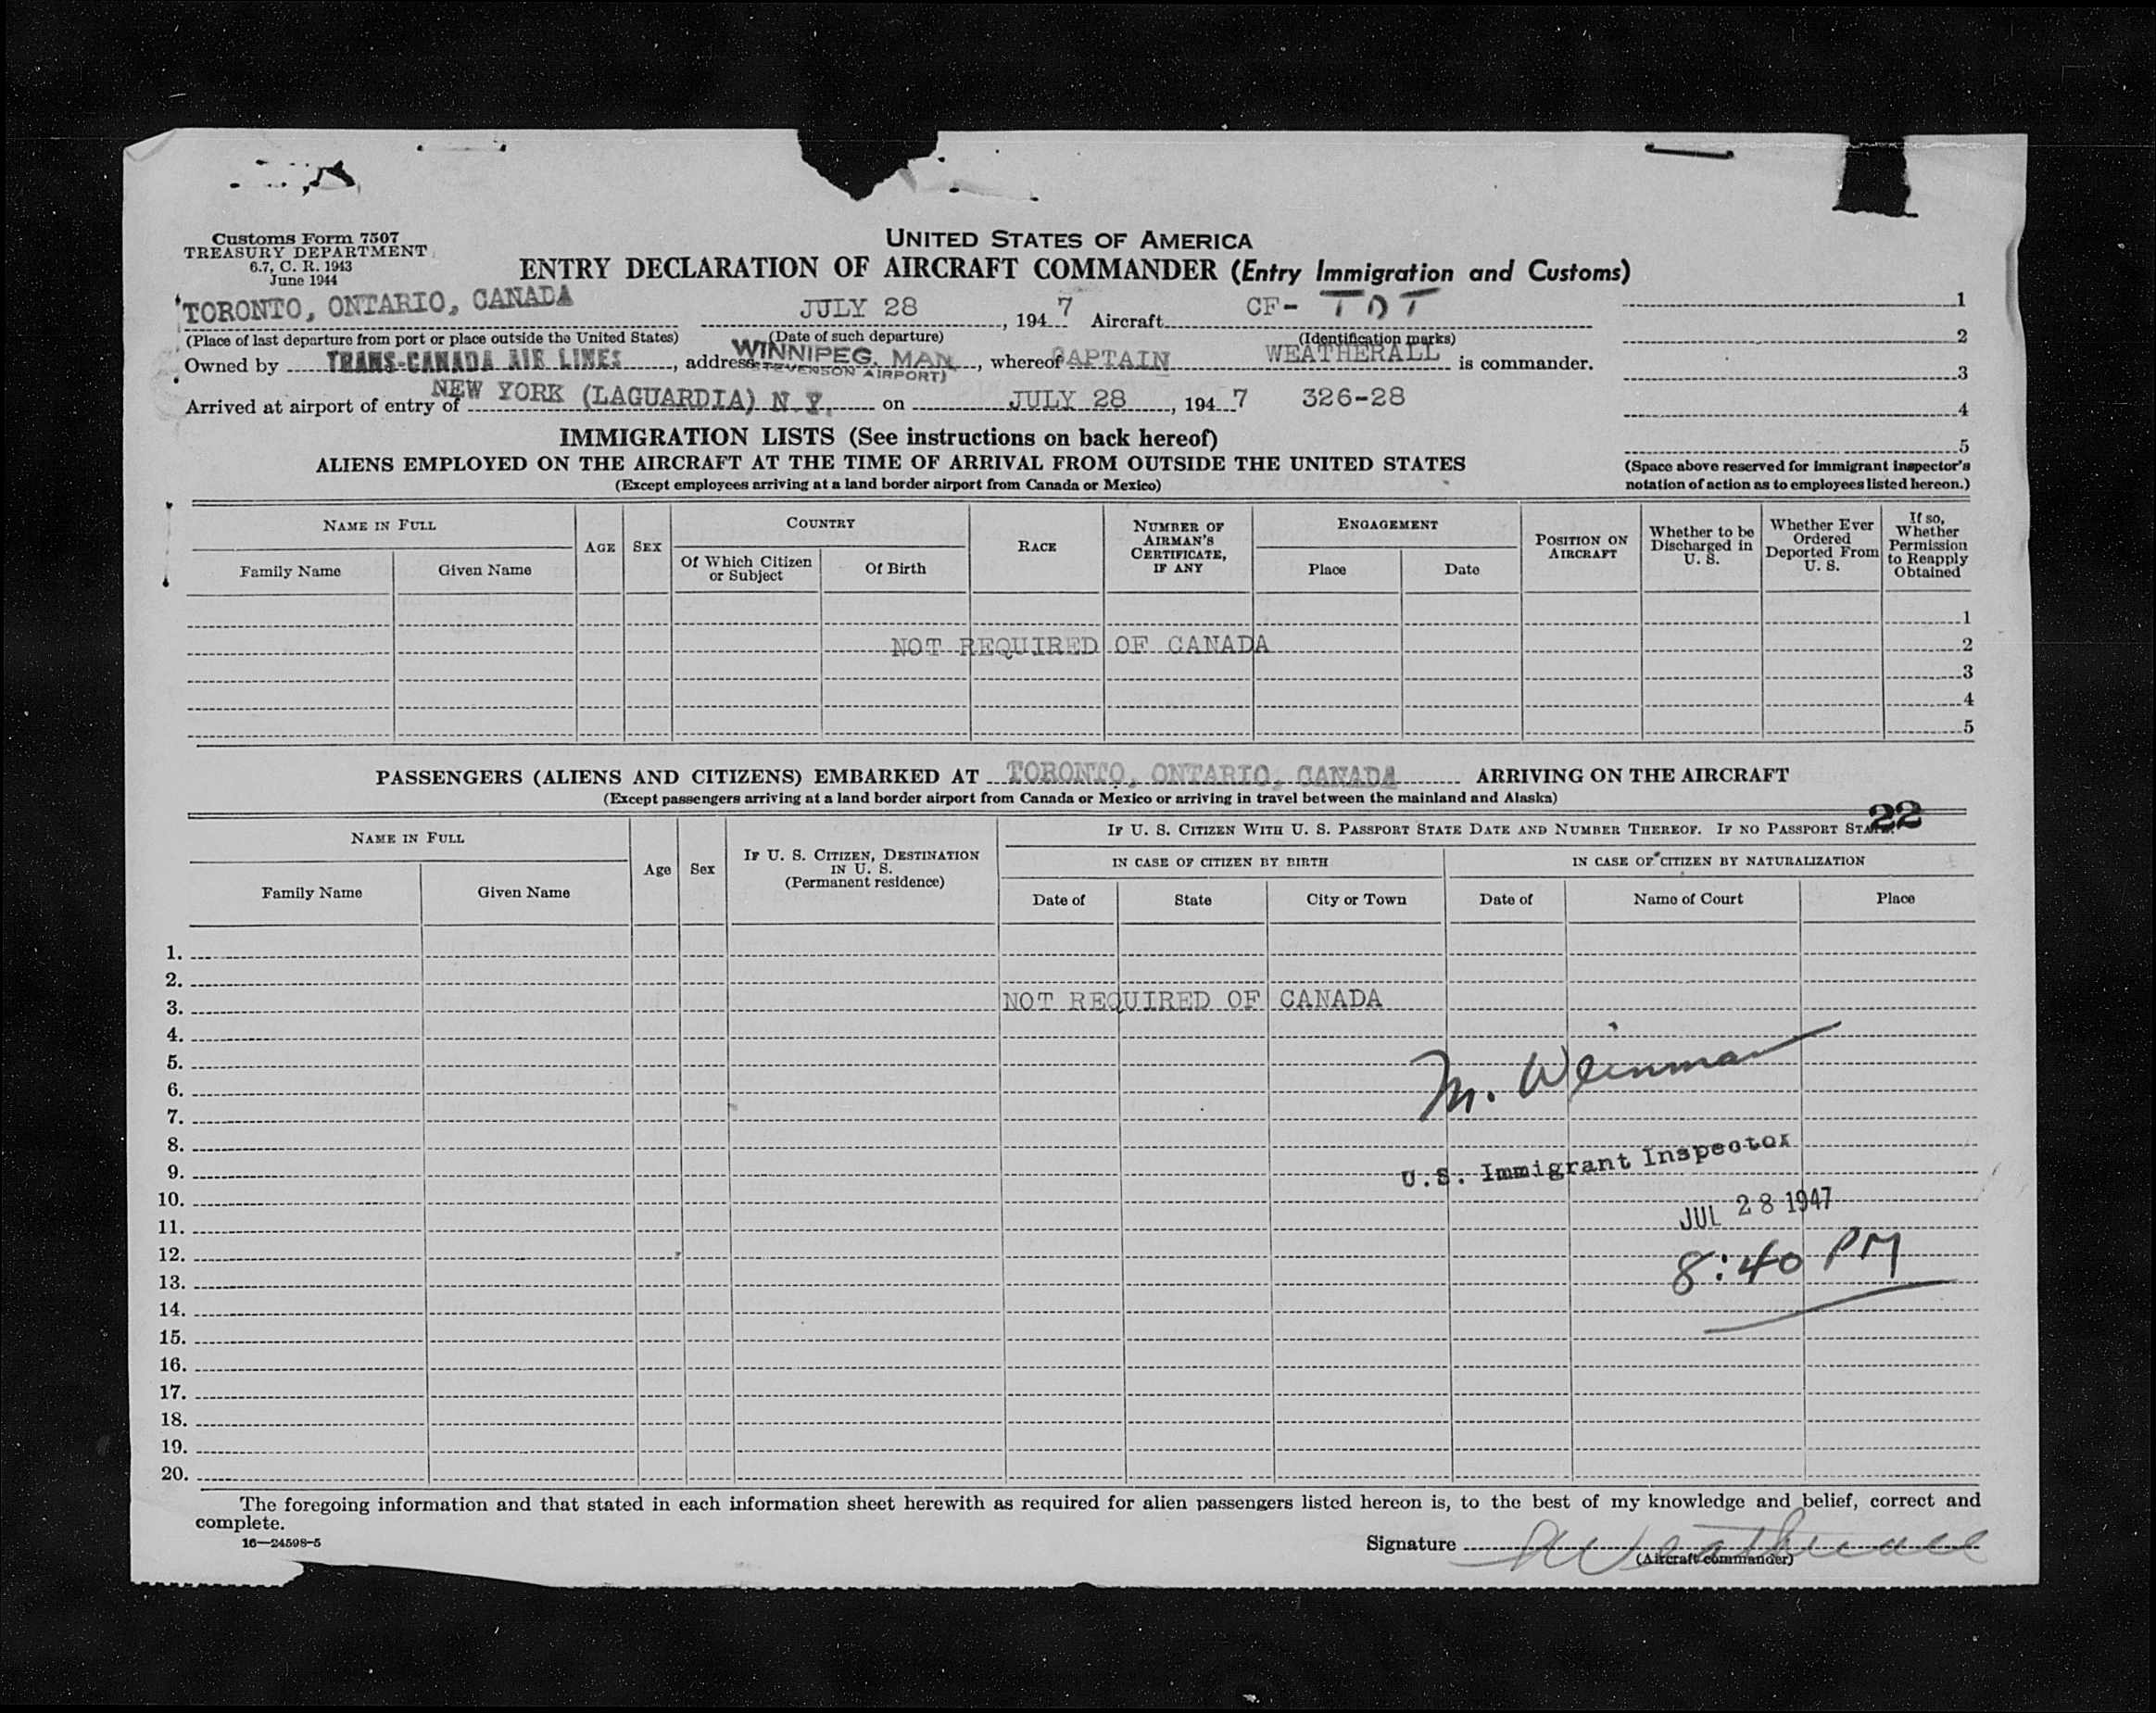 Customs Form 7507
TREASURY DEPARTMENT
6.7, C. R. 1943
June 1944
UNITED STATES OF AMERICA
ENTRY DECLARATION OF AIRCRAFT COMMANDER (Entry Immigration and Customs)
TORONTO, ONTARIO, CANADA JULY 28, 1947 Aircraft CF- TDT
(Place of last departure from port or place outside the United States) (Date of such departure) (Identification marks)
Owned by TRANS-CANADA AIR LINES, address WINNIPEG, MAN. STEVENSON AIRPORT), whereof CAPTAIN WEATHERALL is commander.
Arrived at airport of entry of NEW YORK (LAGUARDIA) N.Y. on JULY 28, 1947 326-28
1
2
3
4
5
(Space above reserved for immigrant inspector's
notation of action as to employees listed hereon.)
IMMIGRATION LISTS (See instructions on back hereof)
ALIENS EMPLOYED ON THE AIRCRAFT AT THE TIME OF ARRIVAL FROM OUTSIDE THE UNITED STATES
(Except employees arriving at a land border airport from Canada or Mexico)
NAME IN FULL
Family Name Given Name
AGE SEX
COUNTRY
Of Which Citizen or Subject Of Birth
RACE
NUMBER OF AIRMAN'S CERTIFICATE, IF ANY
ENGAGEMENT
Place Date
POSITION ON AIRCRAFT
Whether to be Discharged in U. S.
Whether Ever Ordered Deported From U. S.
If so, Whether Permission to Reapply Obtained
1
NOT REQUIRED OF CANADA 2
3
4
5
PASSENGERS (ALIENS AND CITIZENS) EMBARKED AT TORONTO, ONTARIO, CANADA ARRIVING ON THE AIRCRAFT
(Except passengers arriving at a land border airport from Canada or Mexico or arriving in travel between the mainland and Alaska)
22
NAME IN FULL
Family Name Given Name
Age Sex
IF U. S. CITIZEN, DESTINATION
IN U. S.
(Permanent residence)
IF U. S. CITIZEN WITH U. S. PASSPORT STATE DATE AND NUMBER THEREOF. IF NO PASSPORT STATE
IN CASE OF CITIZEN BY BIRTH IN CASE OF CITIZEN BY NATURALIZATION
Date of State City or Town Date of Name of Court Place
1.
2.
3. NOT REQUIRED OF CANADA
4.
5. M. Weinman
6.
7.
8.
9. U.S. Immigrant Inspector
10.
11. JUL 28 1947
12. 8:40 PM
13.
14.
15.
16.
17.
18.
19.
20.
The foregoing information and that stated in each information sheet herewith as required for alien passengers listed hereon is, to the best of my knowledge and belief, correct and
complete.
16—24598-5
Signature Weatherall
(Aircraft commander)